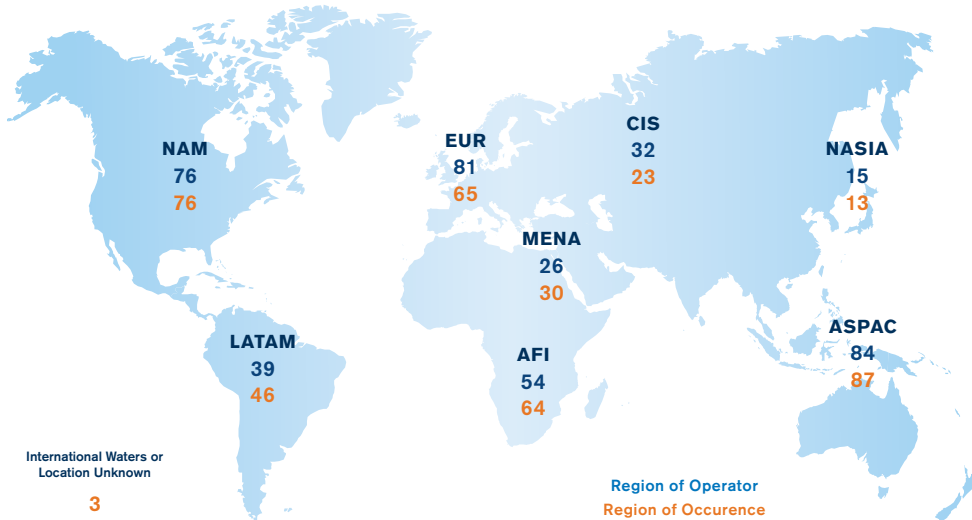 NAM
76
76
EUR
81
65
CIS
32
23
NASIA
15
13
MENA
26
30
LATAM
39
46
AFI
54
64
ASPAC
84
87
International Waters or
Location Unknown
3
Region of Operator
Region of Occurence